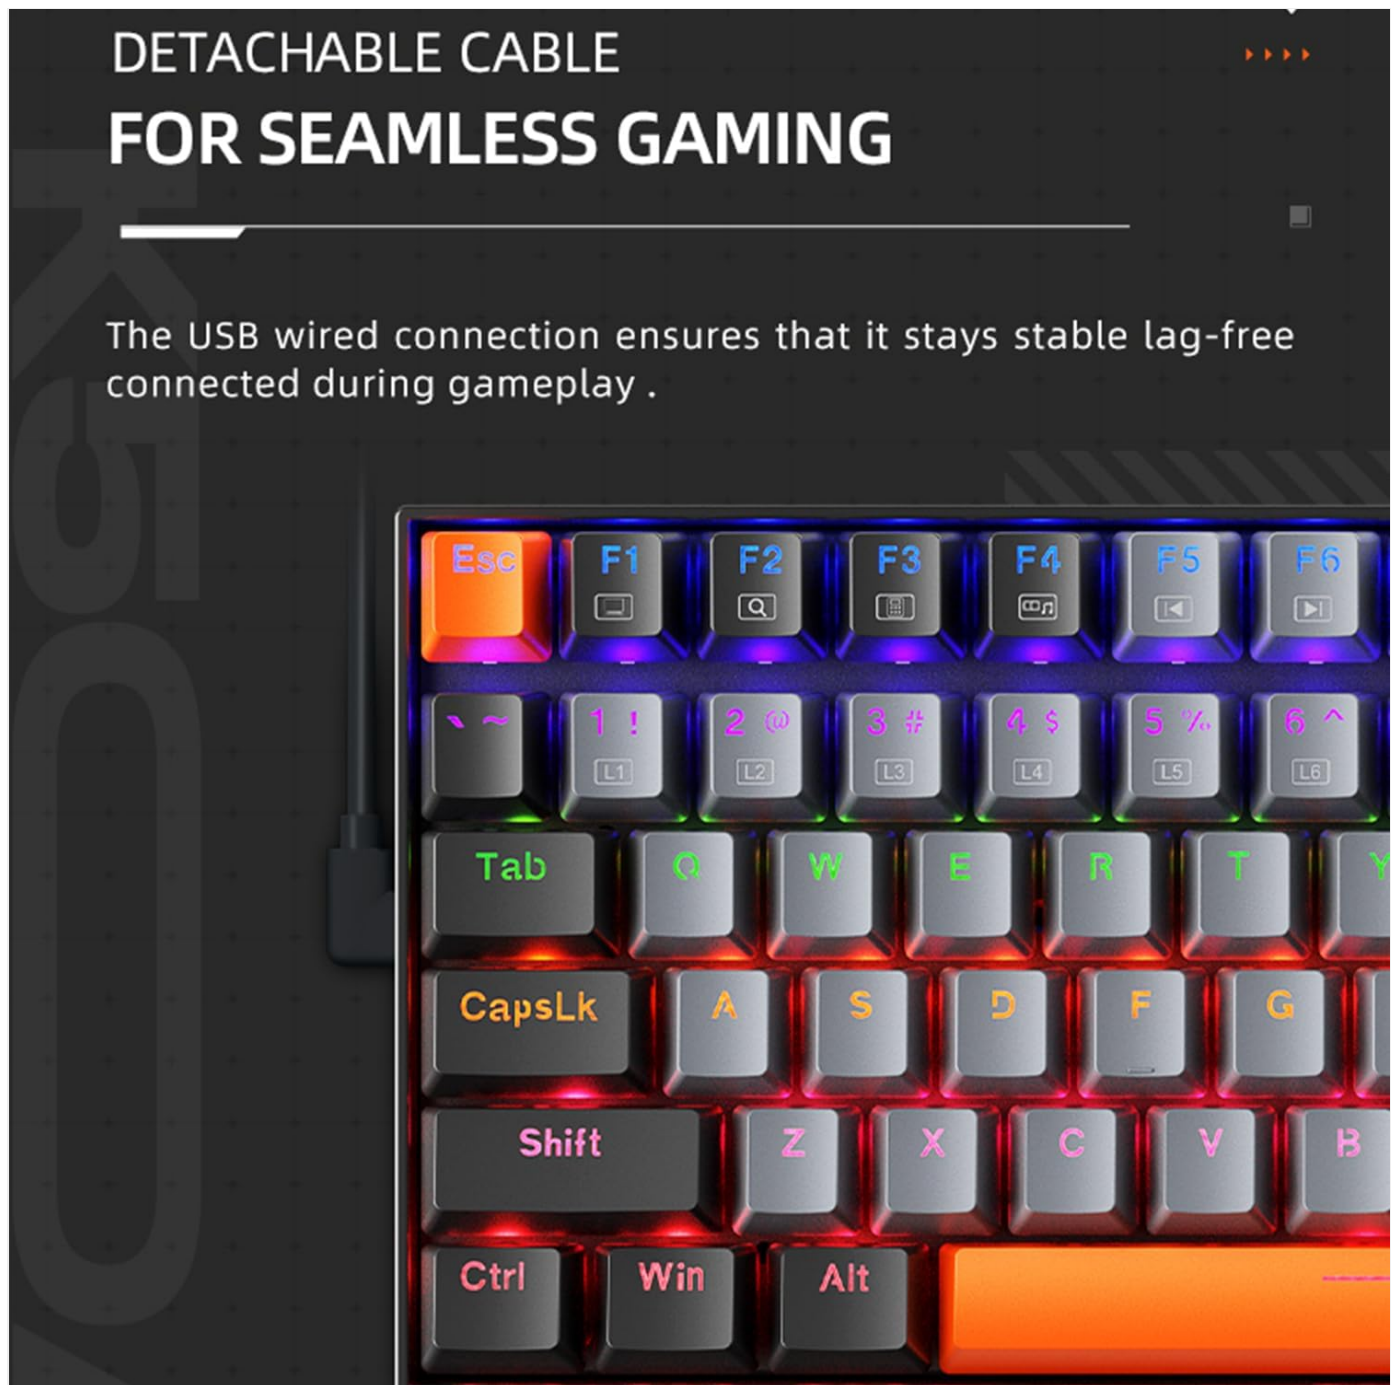 DETACHABLE CABLE
FOR SEAMLESS GAMING
The USB wired connection ensures that it stays stable lag-free
connected during gameplay .
K500
Esc F1 F2 F3 F4 F5 F6
` ~ 1 ! 2 @ 3 # 4 $ 5 % 6 ^
L1 L2 L3 L4 L5 L6
Tab Q W E R T Y
CapsLk A S D F G
Shift Z X C V B
Ctrl Win Alt